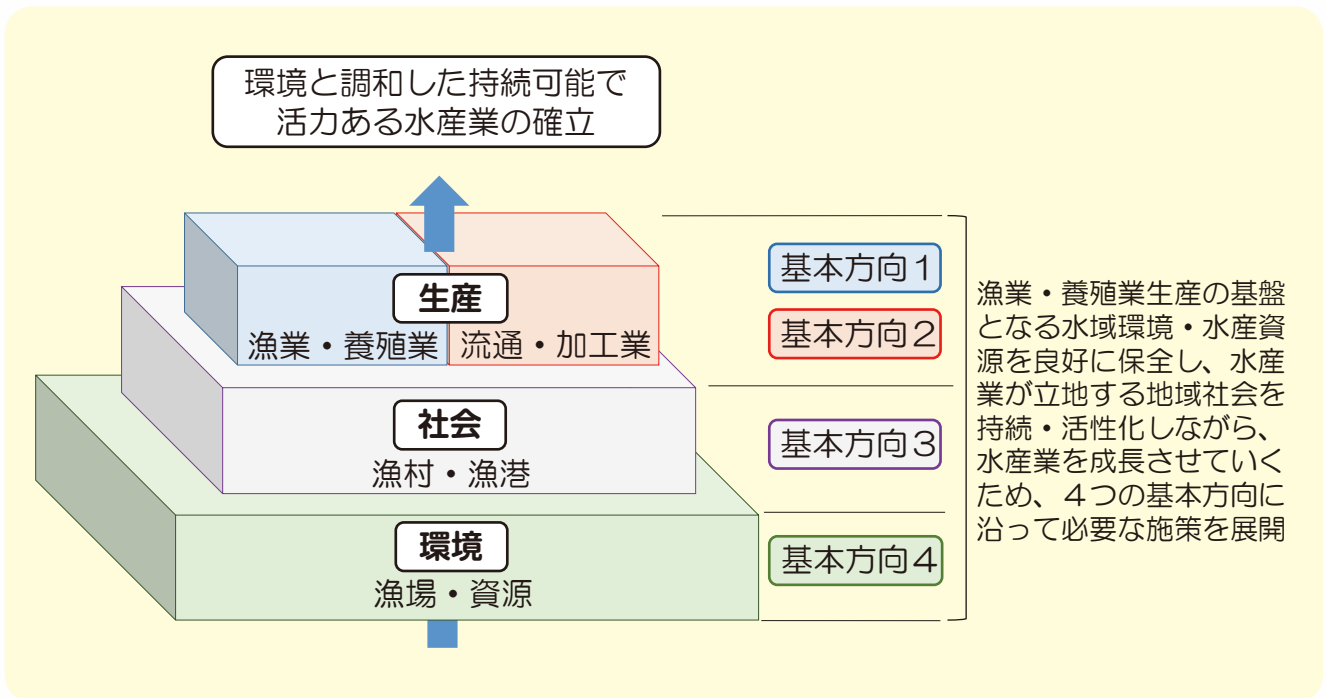 環境と調和した持続可能で
活力ある水産業の確立
生産
漁業・養殖業
流通・加工業
社会
漁村・漁港
環境
漁場・資源
基本方向1
基本方向2
基本方向3
基本方向4
漁業・養殖業生産の基盤
となる水域環境・水産資
源を良好に保全し、水産
業が立地する地域社会を
持続・活性化しながら、
水産業を成長させていく
ため、4つの基本方向に
沿って必要な施策を展開